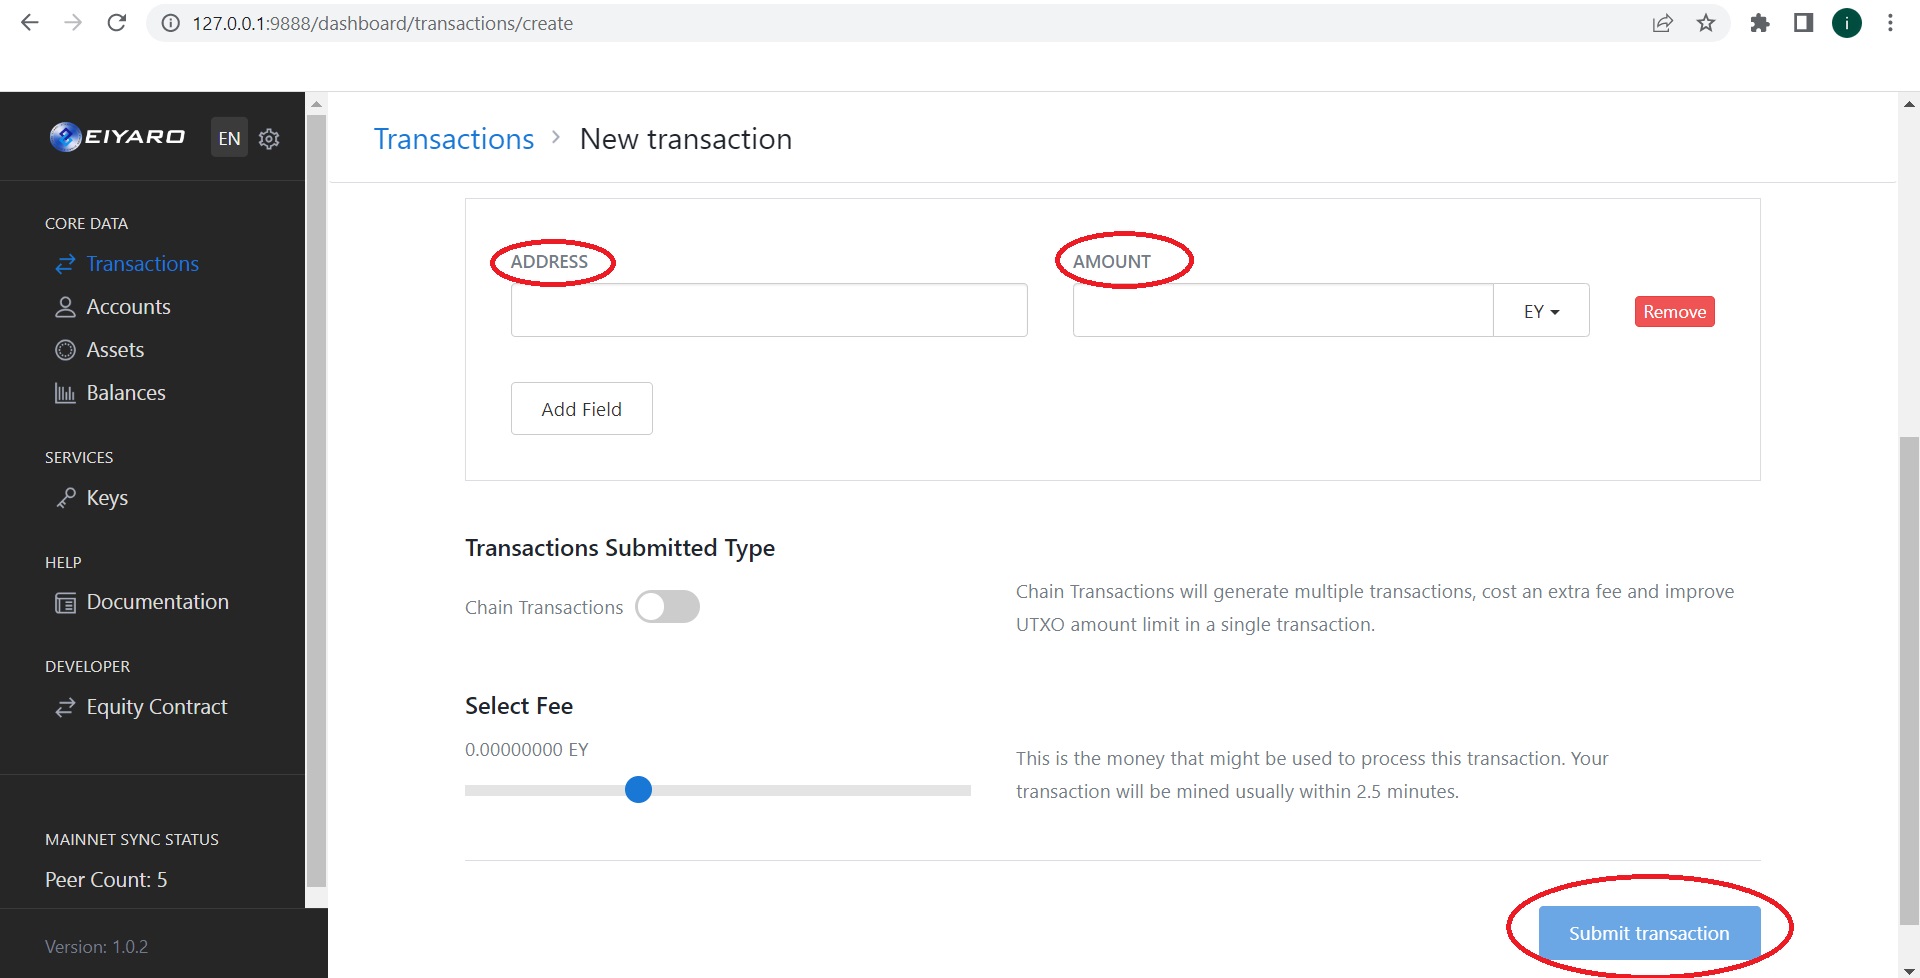 127.0.0.1:9888/dashboard/transactions/create
i
EIYARO
EN
Transactions > New transaction
CORE DATA
Transactions
Accounts
Assets
Balances
SERVICES
Keys
HELP
Documentation
DEVELOPER
Equity Contract
MAINNET SYNC STATUS
Peer Count: 5
Version: 1.0.2
ADDRESS
AMOUNT
EY
Remove
Add Field
Transactions Submitted Type
Chain Transactions
Chain Transactions will generate multiple transactions, cost an extra fee and improve
UTXO amount limit in a single transaction.
Select Fee
0.00000000 EY
This is the money that might be used to process this transaction. Your
transaction will be mined usually within 2.5 minutes.
Submit transaction